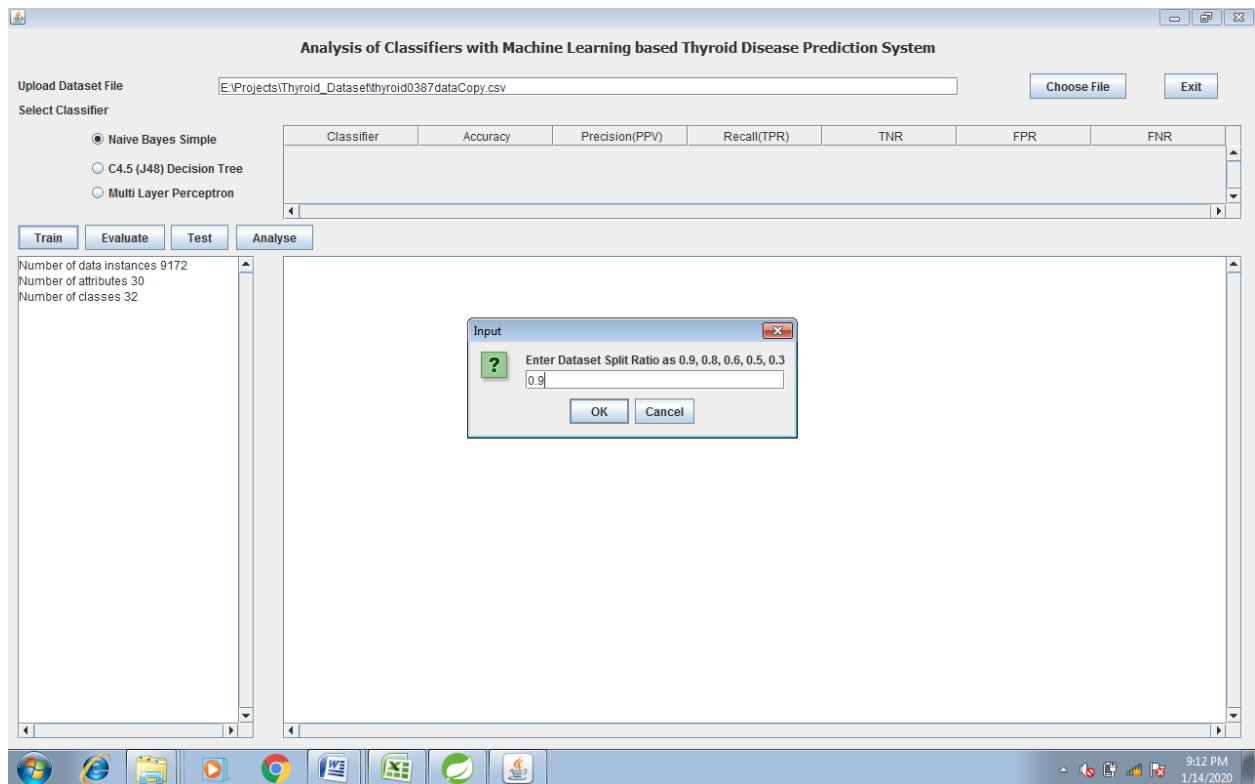 Analysis of Classifiers with Machine Learning based Thyroid Disease Prediction System
Upload Dataset File E:\Projects\Thyroid_Dataset\thyroid0387dataCopy.csv Choose File Exit
Select Classifier
Naive Bayes Simple
C4.5 (J48) Decision Tree
Multi Layer Perceptron
Classifier Accuracy Precision(PPV) Recall(TPR) TNR FPR FNR
Train Evaluate Test Analyse
Number of data instances 9172
Number of attributes 30
Number of classes 32
Input
? Enter Dataset Split Ratio as 0.9, 0.8, 0.6, 0.5, 0.3
0.9
OK Cancel
9:12 PM
1/14/2020